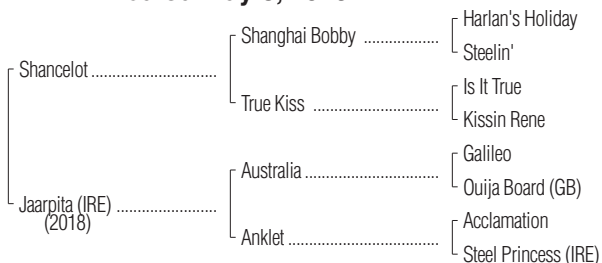 Harlan's Holiday
Shanghai Bobby ..................
Steelin'
Shancelot ..............................
Is It True
True Kiss ..............................
Kissin Rene
Galileo
Australia ................................
Ouija Board (GB)
Jaarpita (IRE) ........................
(2018)
Acclamation
Anklet ....................................
Steel Princess (IRE)